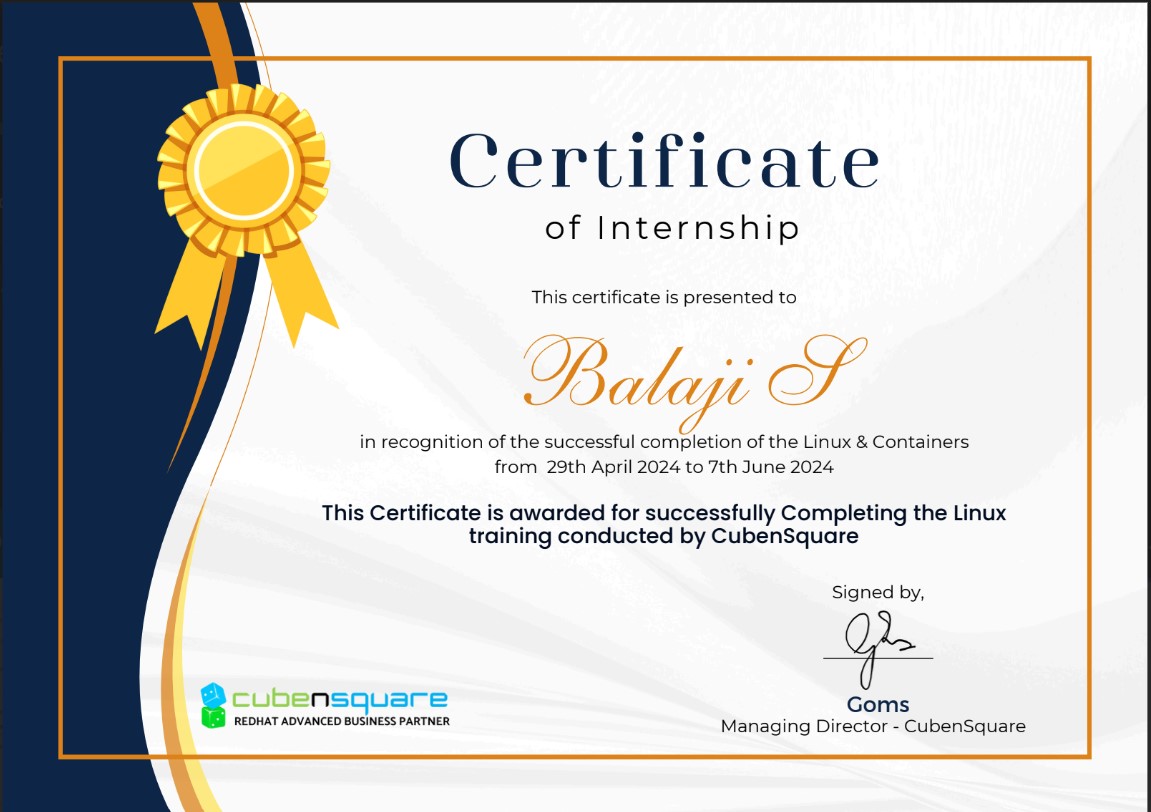 Certificate
of Internship
This certificate is presented to
Balaji S
in recognition of the successful completion of the Linux & Containers
from 29th April 2024 to 7th June 2024
This Certificate is awarded for successfully Completing the Linux
training conducted by CubenSquare
Signed by,
Goms
Managing Director - CubenSquare
cubensquare
REDHAT ADVANCED BUSINESS PARTNER